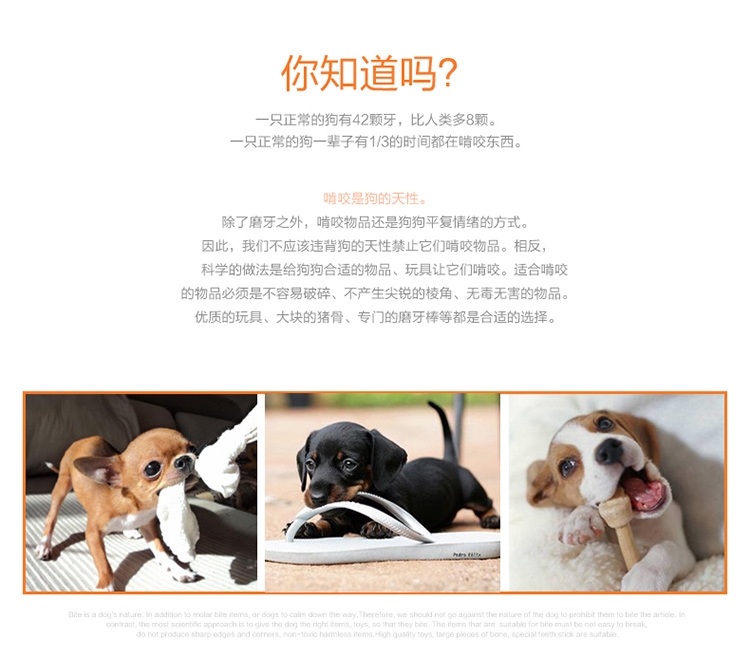 你知道吗？
一只正常的狗有42颗牙，比人类多8颗。
一只正常的狗一辈子有1/3的时间都在啃咬东西。
啃咬是狗的天性。
除了磨牙之外，啃咬物品还是狗狗平复情绪的方式。
因此，我们不应该违背狗的天性禁止它们啃咬物品。相反，
科学的做法是给狗狗合适的物品、玩具让它们啃咬。适合啃咬
的物品必须是不容易破碎、不产生尖锐的棱角、无毒无害的物品。
优质的玩具、大块的猪骨、专门的磨牙棒等都是合适的选择。
Bite is a dog's nature. In addition to molar bite items, or dogs to calm down the way.Therefore, we should not go against the nature of the dog to prohibit them to bite the article. In
contrast, the most scientific approach is to give the dog the right items, toys, so that they bite. The items that are suitable for bite must be not easy to break,
do not produce sharp edges and corners, non-toxic harmless items.High quality toys, large pieces of bone, special teeth stick are suitable.